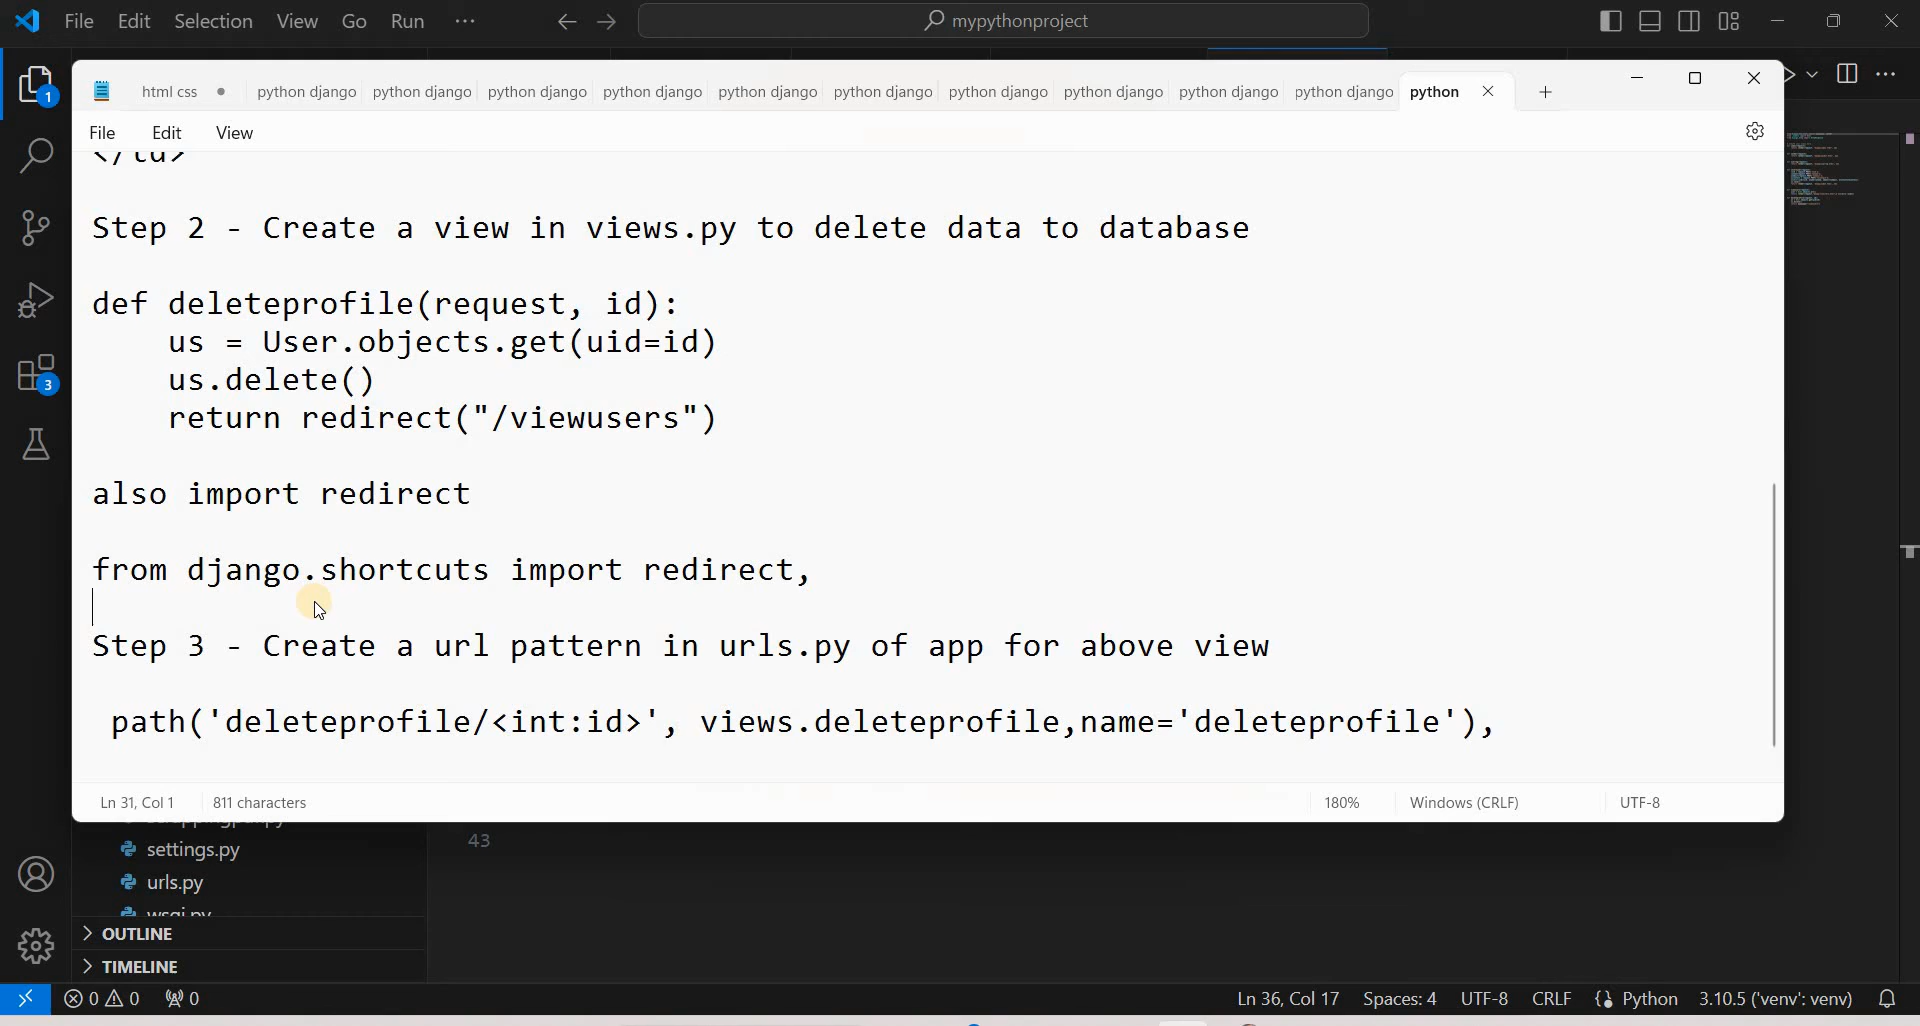 File Edit Selection View Go Run ···
mypythonproject
html css
python django
python django
python django
python django
python django
python django
python django
python django
python django
python django
python
File Edit View
</td>
Step 2 - Create a view in views.py to delete data to database
def deleteprofile(request, id):
us = User.objects.get(uid=id)
us.delete()
return redirect("/viewusers")
also import redirect
from django.shortcuts import redirect,
Step 3 - Create a url pattern in urls.py of app for above view
path('deleteprofile/<int:id>', views.deleteprofile,name='deleteprofile'),
Ln 31, Col 1
811 characters
180%
Windows (CRLF)
UTF-8
1
3
settings.py
43
urls.py
wsgi.py
OUTLINE
TIMELINE
0 0 0
Ln 36, Col 17 Spaces: 4 UTF-8 CRLF Python 3.10.5 ('venv': venv)